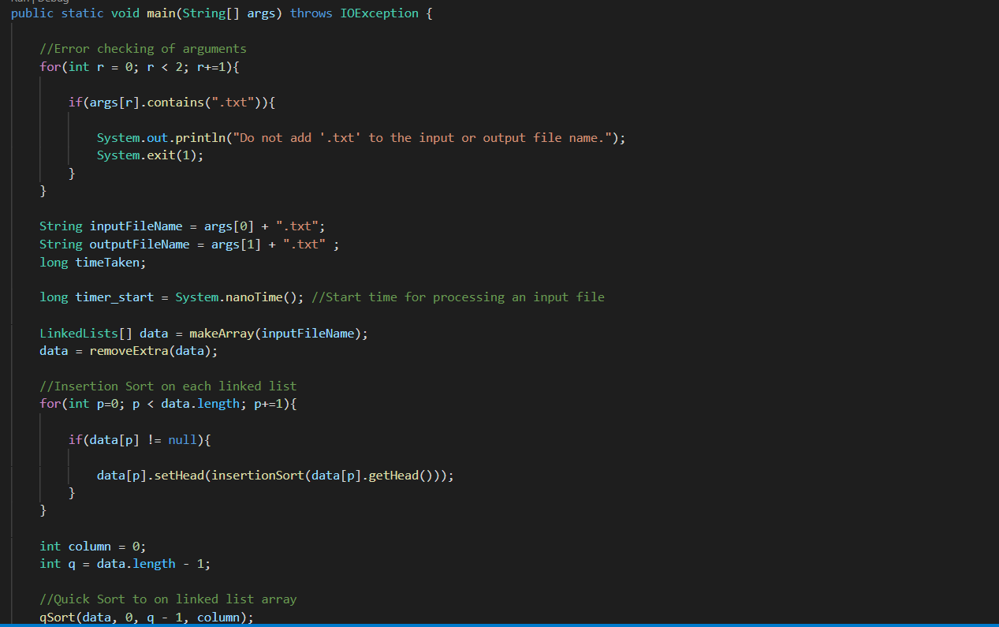 Run | Debug
public static void main(String[] args) throws IOException {
//Error checking of arguments
for(int r = 0; r < 2; r+=1){
if(args[r].contains(".txt")){
System.out.println("Do not add '.txt' to the input or output file name.");
System.exit(1);
}
}
String inputFileName = args[0] + ".txt";
String outputFileName = args[1] + ".txt" ;
long timeTaken;
long timer_start = System.nanoTime(); //Start time for processing an input file
LinkedLists[] data = makeArray(inputFileName);
data = removeExtra(data);
//Insertion Sort on each linked list
for(int p=0; p < data.length; p+=1){
if(data[p] != null){
data[p].setHead(insertionSort(data[p].getHead()));
}
}
int column = 0;
int q = data.length - 1;
//Quick Sort to on linked list array
qSort(data, 0, q - 1, column);